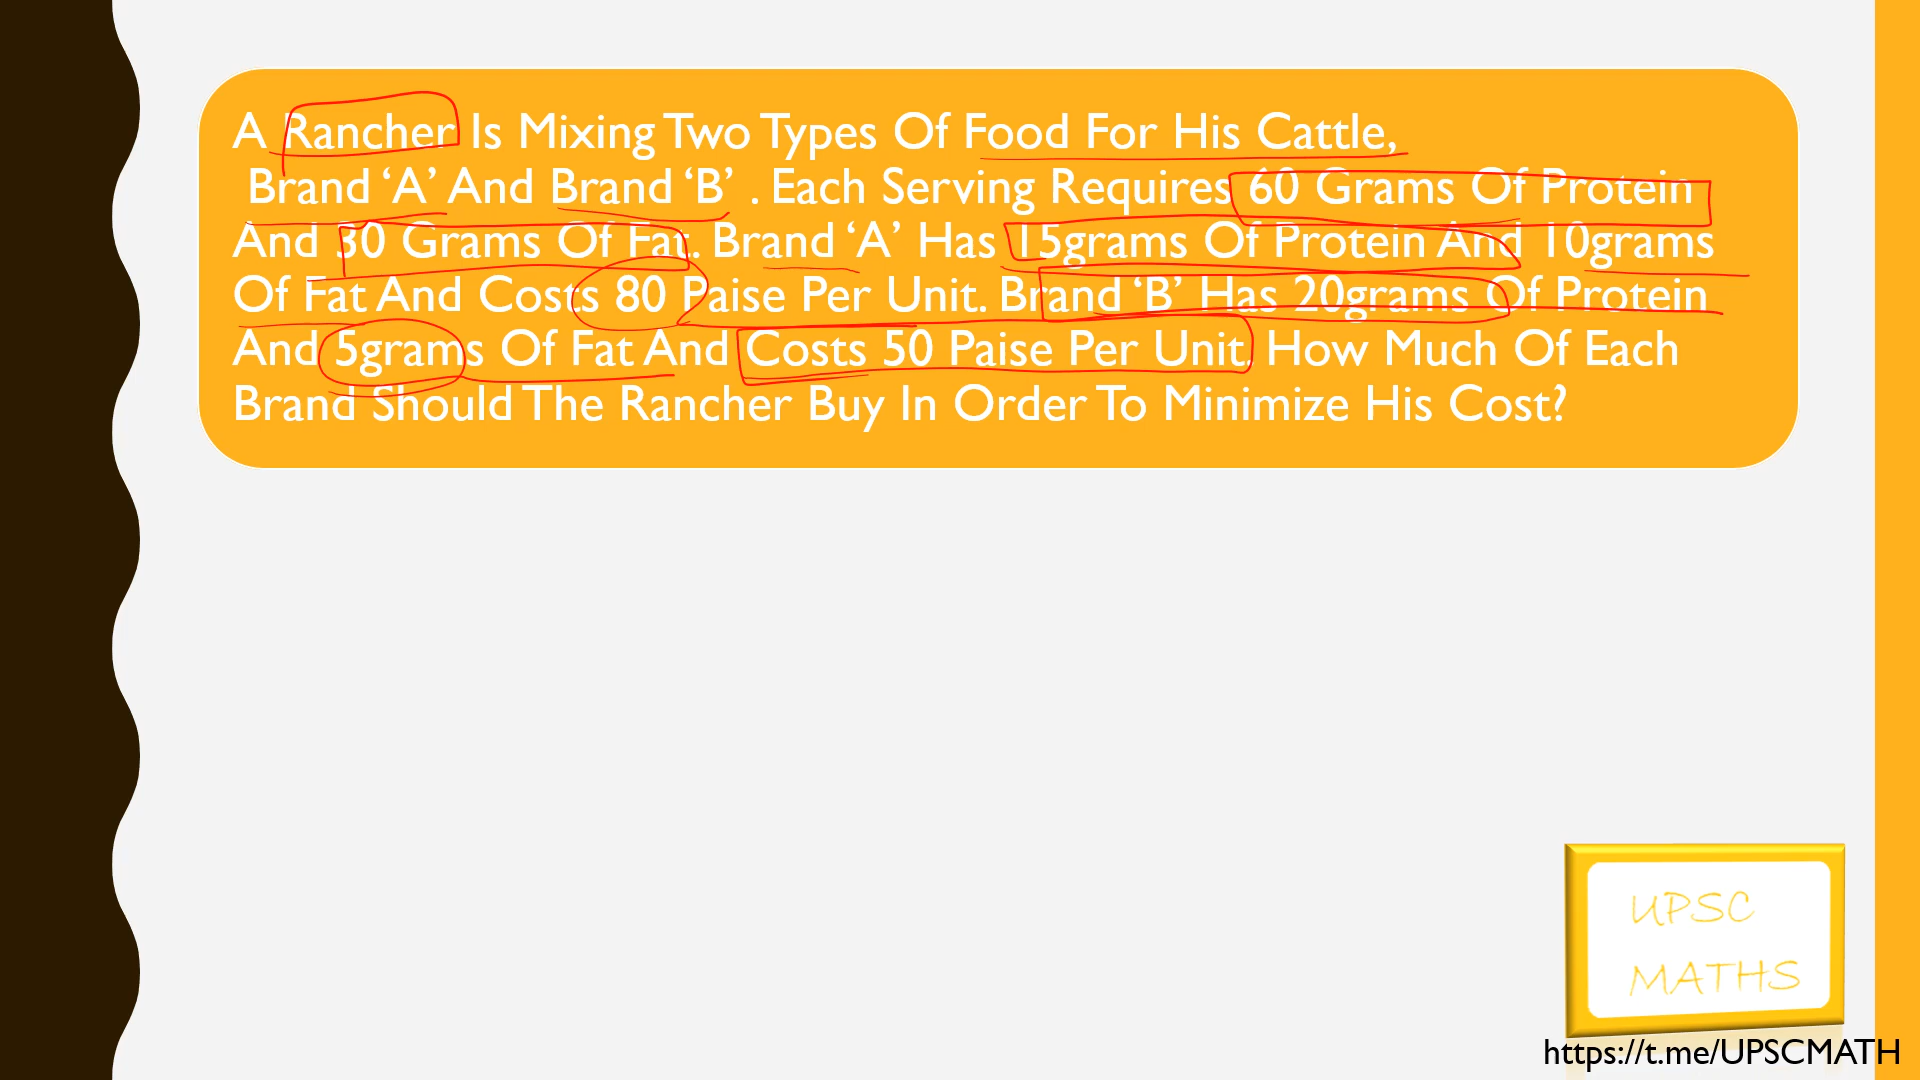 A Rancher Is Mixing Two Types Of Food For His Cattle,
Brand ‘A’ And Brand ‘B’ . Each Serving Requires 60 Grams Of Protein
And 30 Grams Of Fat. Brand ‘A’ Has 15grams Of Protein And 10grams
Of Fat And Costs 80 Paise Per Unit. Brand ‘B’ Has 20grams Of Protein
And 5grams Of Fat And Costs 50 Paise Per Unit. How Much Of Each
Brand Should The Rancher Buy In Order To Minimize His Cost?
UPSC
MATHS
https://t.me/UPSCMATH